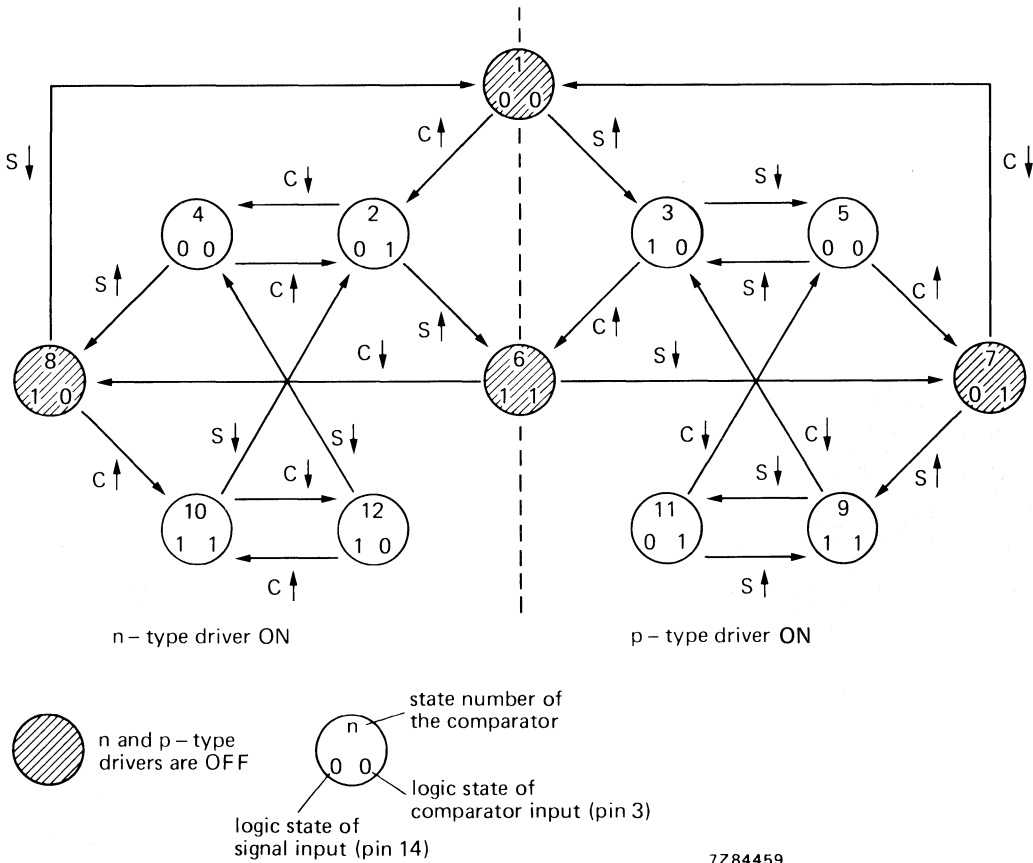 1
0 0
C↑
S↑
S↓
C↓
C↓
S↓
4
0 0
2
0 1
3
1 0
5
0 0
C↑
S↑
S↑
S↑
C↑
C↑
C↓
S↓
8
1 0
6
1 1
7
0 1
S↓
S↓
C↓
C↓
C↑
C↓
S↓
S↑
10
1 1
12
1 0
11
0 1
9
1 1
C↑
S↑
n – type driver ON
p – type driver ON
n and p – type
drivers are OFF
n
0 0
state number of
the comparator
logic state of
comparator input (pin 3)
logic state of
signal input (pin 14)
7Z84459